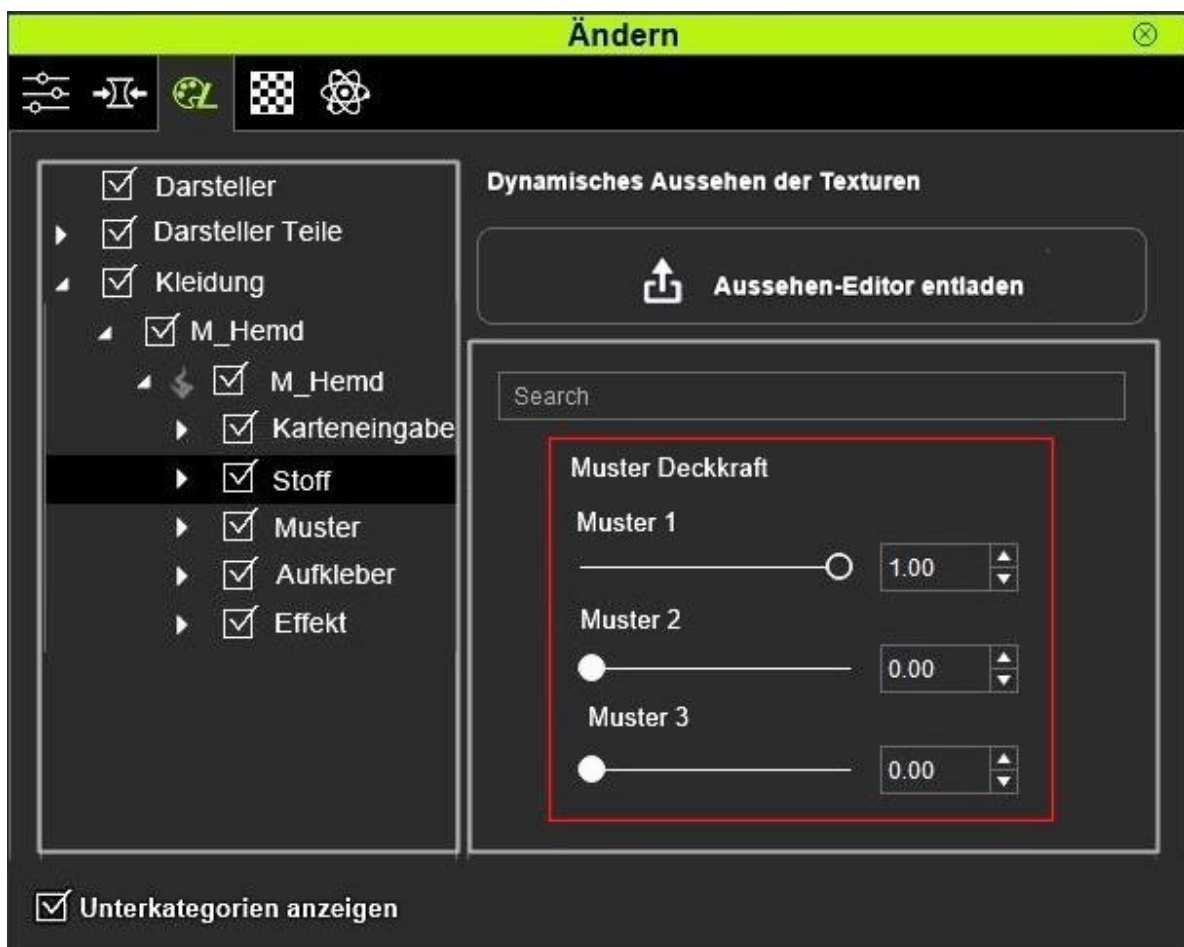 Ändern
Darsteller
Darsteller Teile
Kleidung
M_Hemd
M_Hemd
Karteneingabe
Stoff
Muster
Aufkleber
Effekt
Dynamisches Aussehen der Texturen
Aussehen-Editor entladen
Search
Muster Deckkraft
Muster 1
1.00
Muster 2
0.00
Muster 3
0.00
Unterkategorien anzeigen